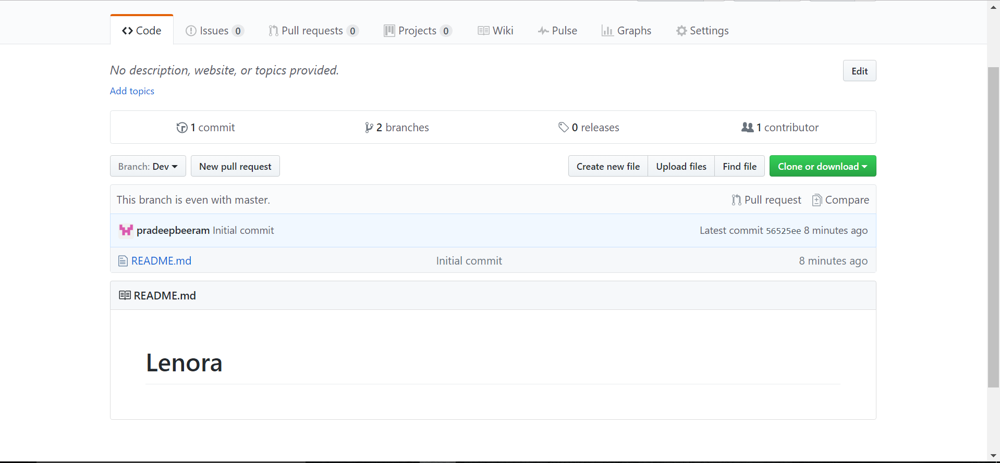 Code Issues 0 Pull requests 0 Projects 0 Wiki Pulse Graphs Settings
No description, website, or topics provided. Edit
Add topics
1 commit 2 branches 0 releases 1 contributor
Branch: Dev New pull request Create new file Upload files Find file Clone or download
This branch is even with master. Pull request Compare
pradeepbeeram Initial commit Latest commit 56525ee 8 minutes ago
README.md Initial commit 8 minutes ago
README.md
Lenora